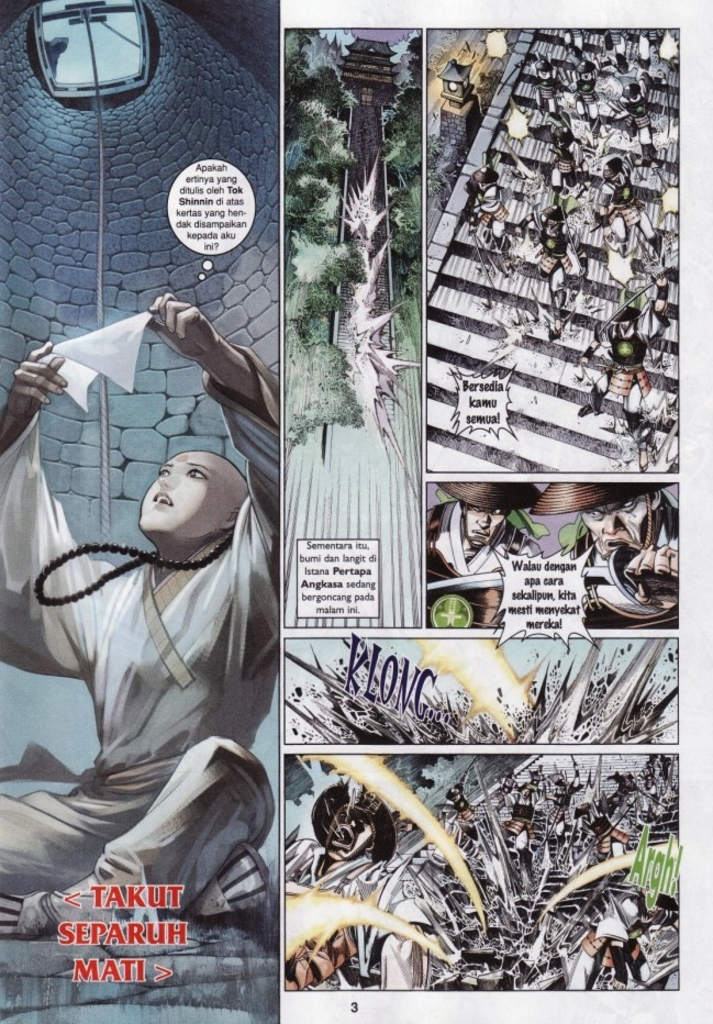 Apakah
ertinya yang
ditulis oleh Tok
Shinnin di atas
kertas yang hen-
dak disampaikan
kepada aku
ini?
< TAKUT
SEPARUH
MATI >
Sementara itu,
bumi dan langit di
Istana Pertapa
Angkasa sedang
bergoncang pada
malam ini.
Bersedia
kamu
semua!
Walau dengan
apa cara
sekalipun, kita
mesti menyekat
mereka!
KLONG...
Argh!
3